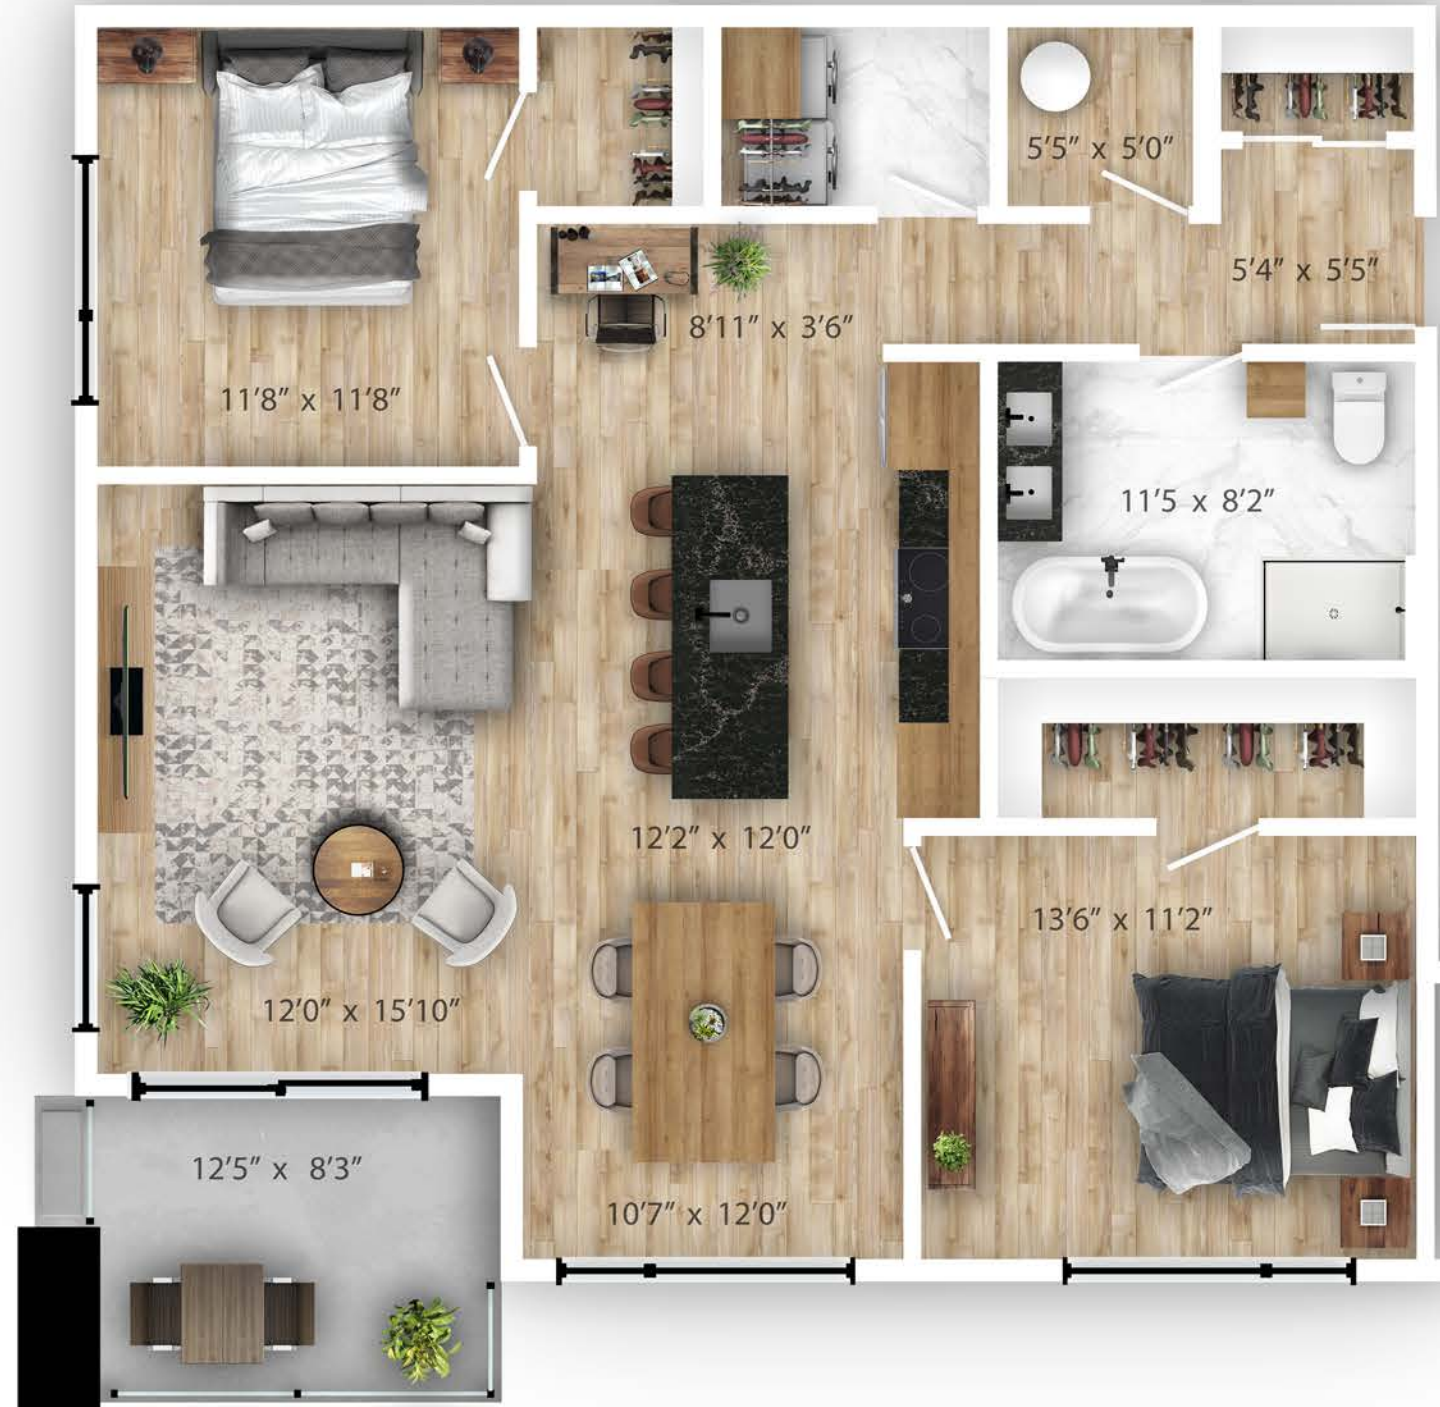 5'5" x 5'0"
5'4" x 5'5"
8'11" x 3'6"
11'8" x 11'8"
11'5 x 8'2"
12'2" x 12'0"
13'6" x 11'2"
12'0" x 15'10"
12'5" x 8'3"
10'7" x 12'0"